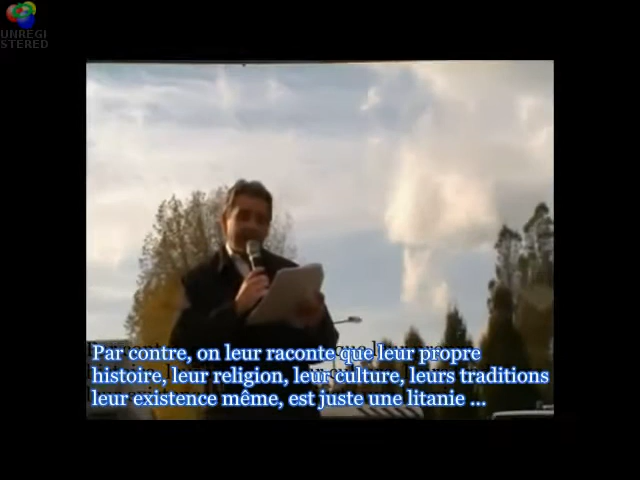 UNREGI
STERED
Par contre, on leur raconte que leur propre
histoire, leur religion, leur culture, leurs traditions
leur existence même, est juste une litanie ...